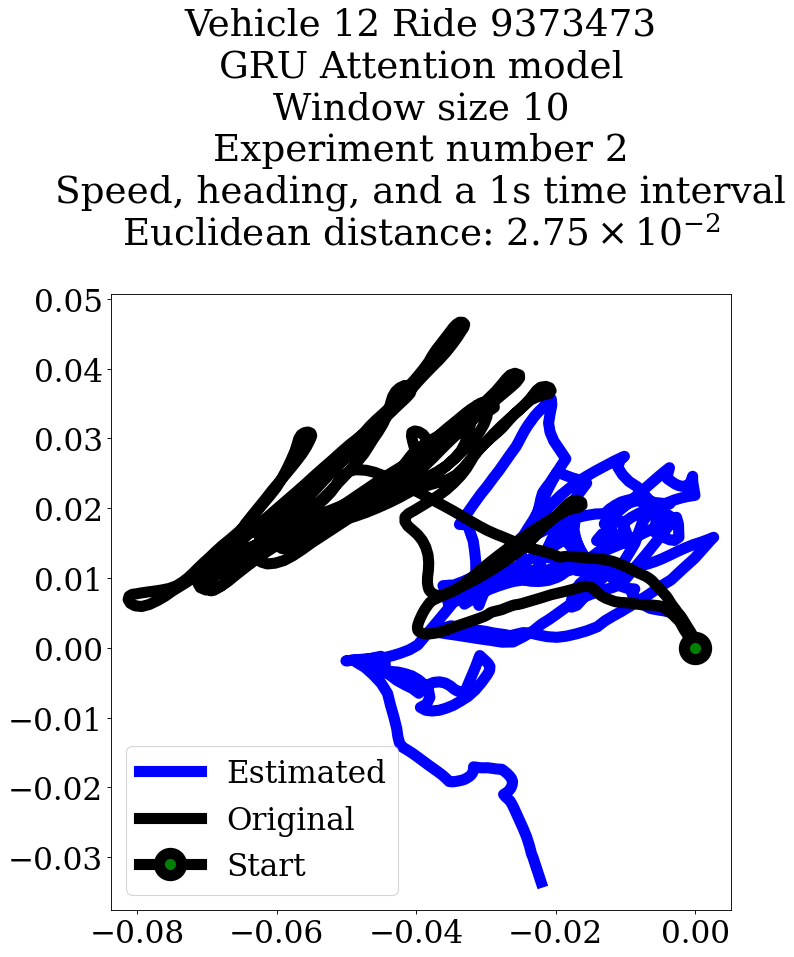 Vehicle 12 Ride 9373473
GRU Attention model
Window size 10
Experiment number 2
Speed, heading, and a 1s time interval
Euclidean distance: 2.75 × 10⁻²
0.05
0.04
0.03
0.02
0.01
0.00
−0.01
−0.02
−0.03
Estimated
Original
Start
−0.08 −0.06 −0.04 −0.02 0.00